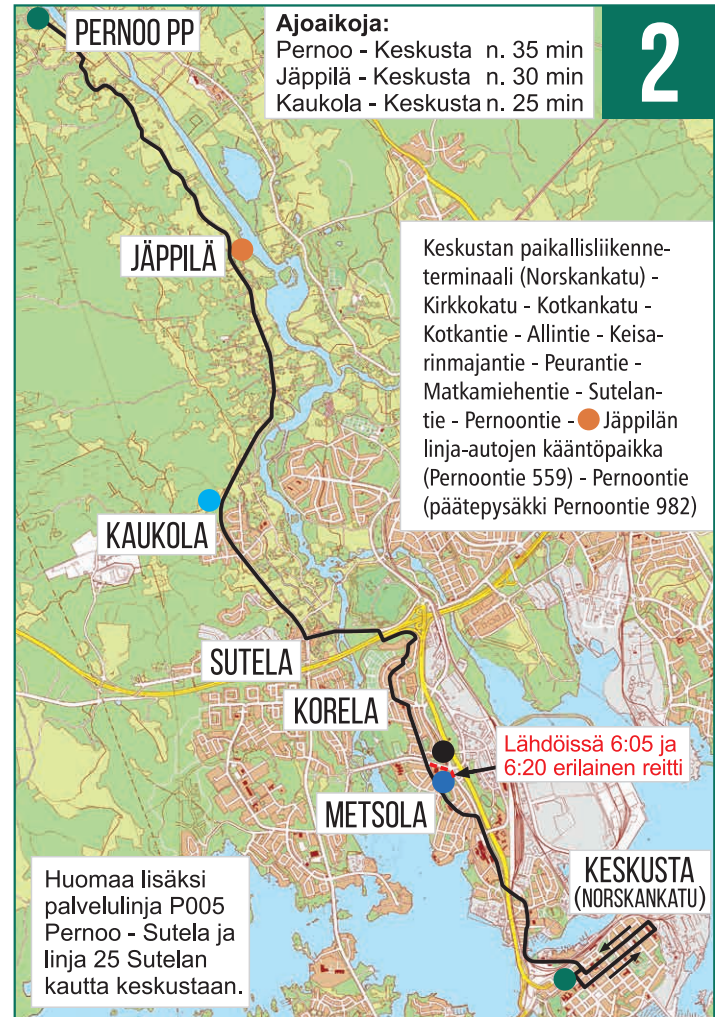 PERNOO PP
Ajoaikoja:
Pernoo - Keskusta n. 35 min
Jäppilä - Keskusta n. 30 min
Kaukola - Keskusta n. 25 min
2
JÄPPILÄ
Keskustan paikallisliikenne-
terminaali (Norskankatu) -
Kirkkokatu - Kotkankatu -
Kotkantie - Allintie - Keisa-
rinmajantie - Peurantie -
Matkamiehentie - Sutelan-
tie - Pernoontie - Jäppilän
linja-autojen kääntöpaikka
(Pernoontie 559) - Pernoontie
(päätepysäkki Pernoontie 982)
KAUKOLA
SUTELA
KORELA
Lähdöissä 6:05 ja
6:20 erilainen reitti
METSOLA
KESKUSTA
(NORSKANKATU)
Huomaa lisäksi
palvelulinja P005
Pernoo - Sutela ja
linja 25 Sutelan
kautta keskustaan.